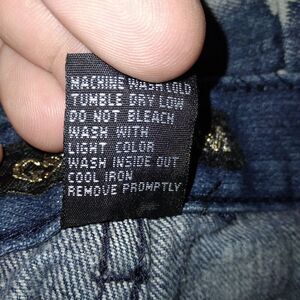 MACHINE WASH COLD
TUMBLE DRY LOW
DO NOT BLEACH
WASH WITH
LIGHT COLOR
WASH INSIDE OUT
COOL IRON
REMOVE PROMPTLY